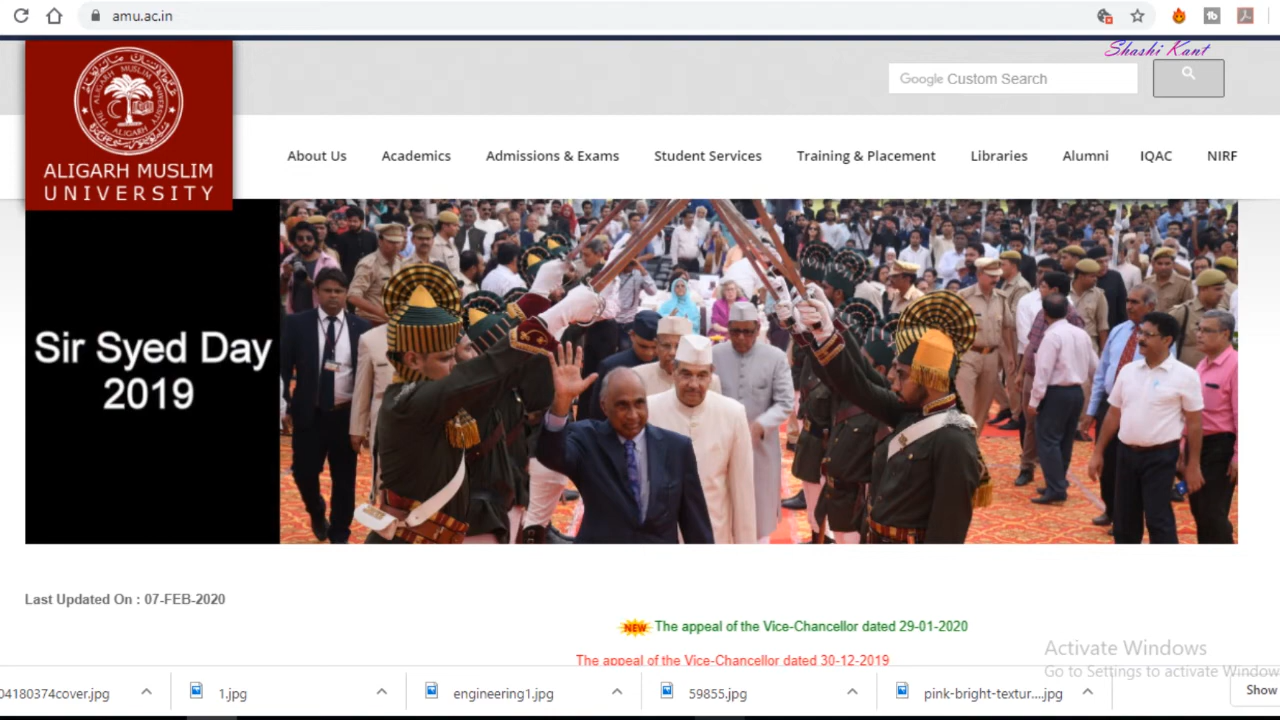 amu.ac.in
Shashi Kant
Google Custom Search
ALIGARH MUSLIM
UNIVERSITY
About Us Academics Admissions & Exams Student Services Training & Placement Libraries Alumni IQAC NIRF
Sir Syed Day
2019
Last Updated On : 07-FEB-2020
NEW The appeal of the Vice-Chancellor dated 29-01-2020
The appeal of the Vice-Chancellor dated 30-12-2019
Activate Windows
Go to Settings to activate Window
04180374cover.jpg 1.jpg engineering1.jpg 59855.jpg pink-bright-textur....jpg Show